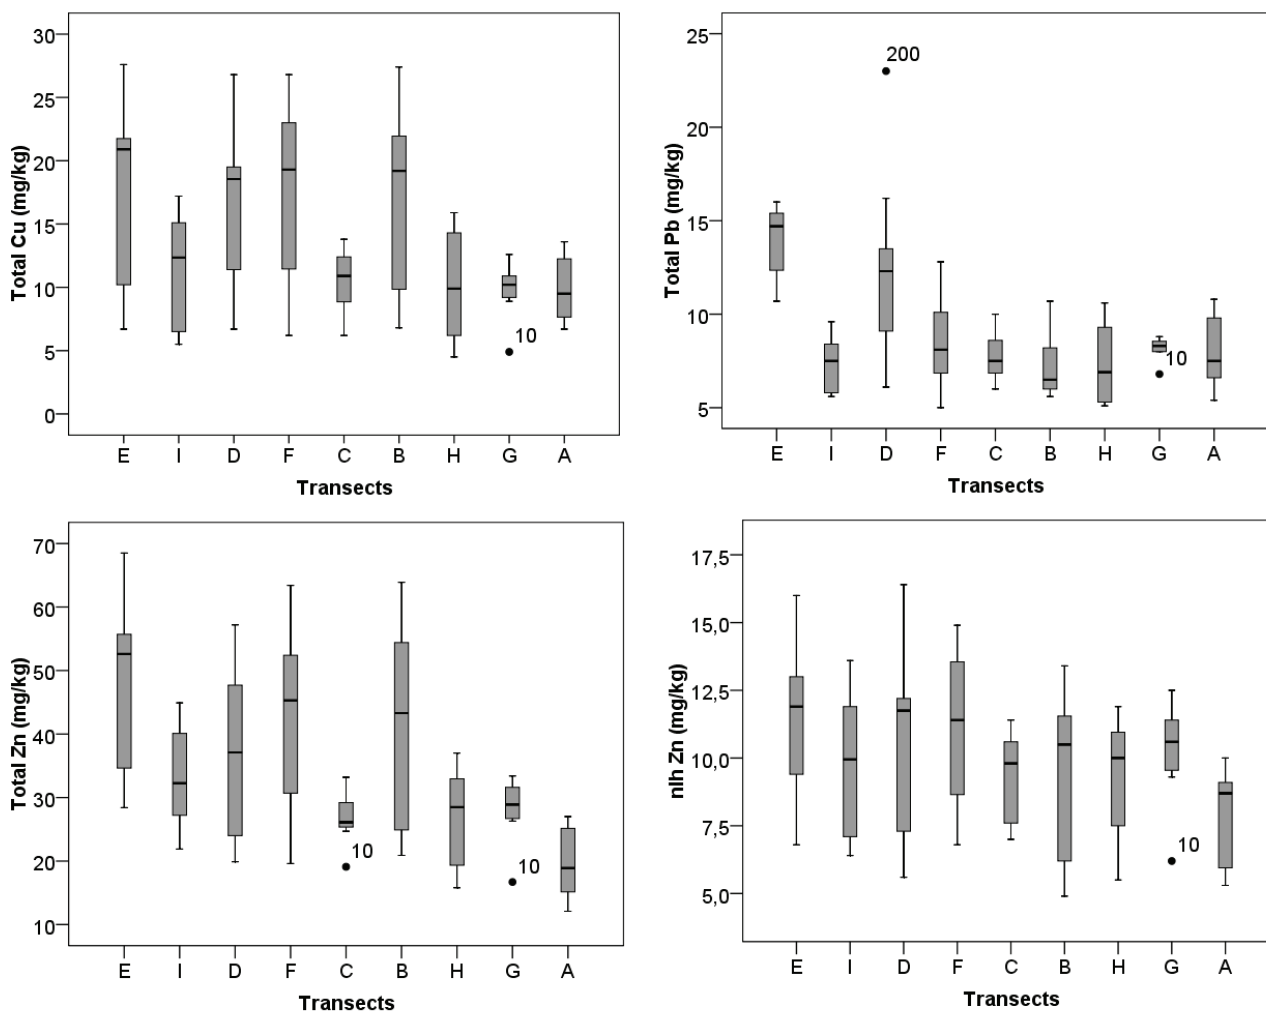 Total Cu (mg/kg)
30
25
20
15
10
5
0
10
E I D F C B H G A
Transects
Total Pb (mg/kg)
25
20
15
10
5
200
10
E I D F C B H G A
Transects
Total Zn (mg/kg)
70
60
50
40
30
20
10
10
10
E I D F C B H G A
Transects
nlh Zn (mg/kg)
17,5
15,0
12,5
10,0
7,5
5,0
10
E I D F C B H G A
Transects